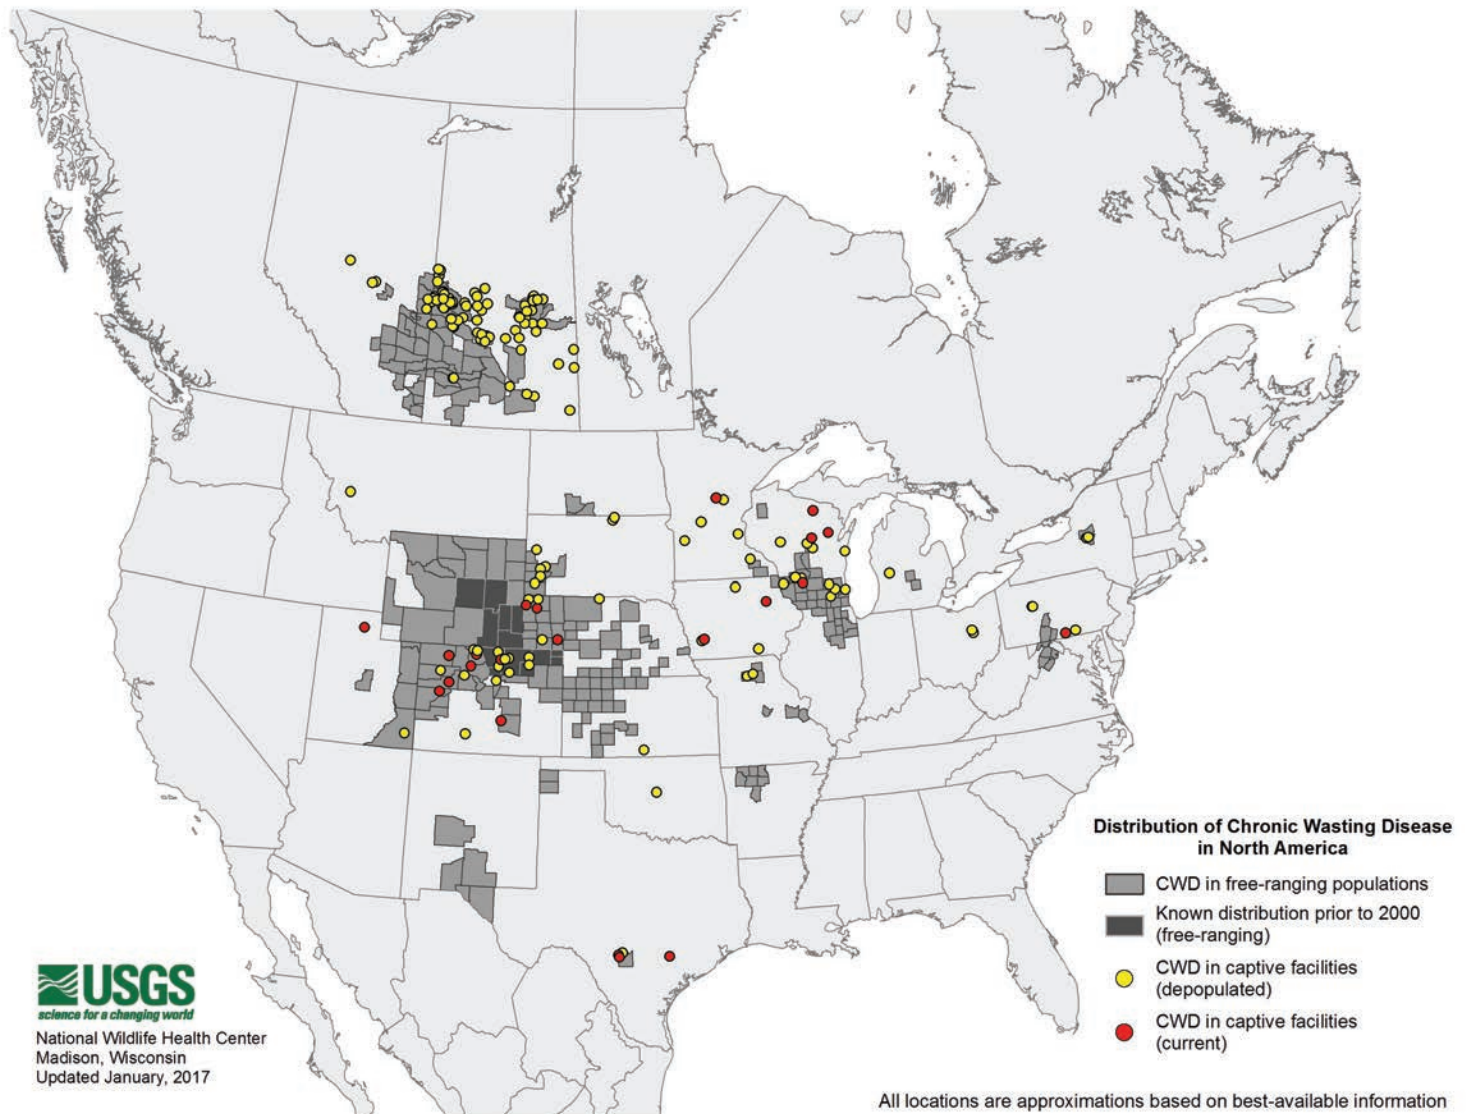 Distribution of Chronic Wasting Disease
in North America
CWD in free-ranging populations
Known distribution prior to 2000
(free-ranging)
CWD in captive facilities
(depopulated)
CWD in captive facilities
(current)
USGS
science for a changing world
National Wildlife Health Center
Madison, Wisconsin
Updated January, 2017
All locations are approximations based on best-available information